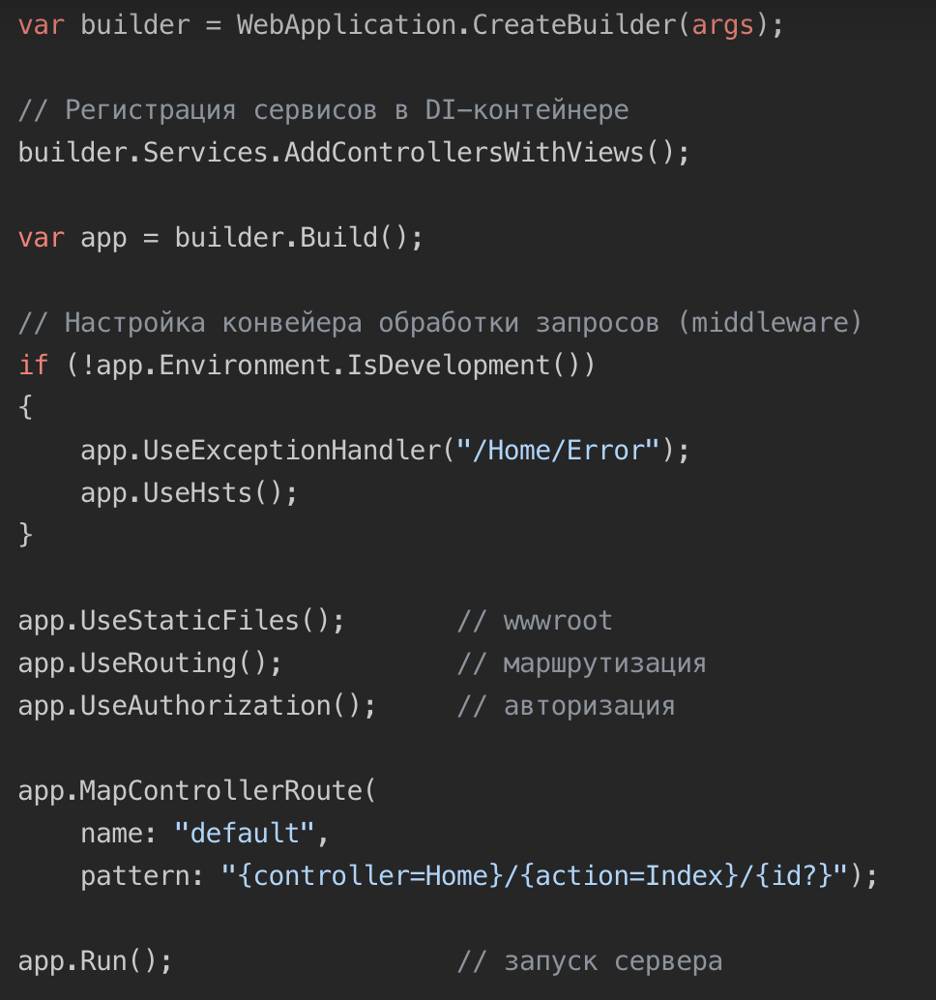 var builder = WebApplication.CreateBuilder(args);
// Регистрация сервисов в DI-контейнере
builder.Services.AddControllersWithViews();
var app = builder.Build();
// Настройка конвейера обработки запросов (middleware)
if (!app.Environment.IsDevelopment())
{
    app.UseExceptionHandler("/Home/Error");
    app.UseHsts();
}
app.UseStaticFiles();       // wwwroot
app.UseRouting();           // маршрутизация
app.UseAuthorization();     // авторизация
app.MapControllerRoute(
    name: "default",
    pattern: "{controller=Home}/{action=Index}/{id?}");
app.Run();                  // запуск сервера